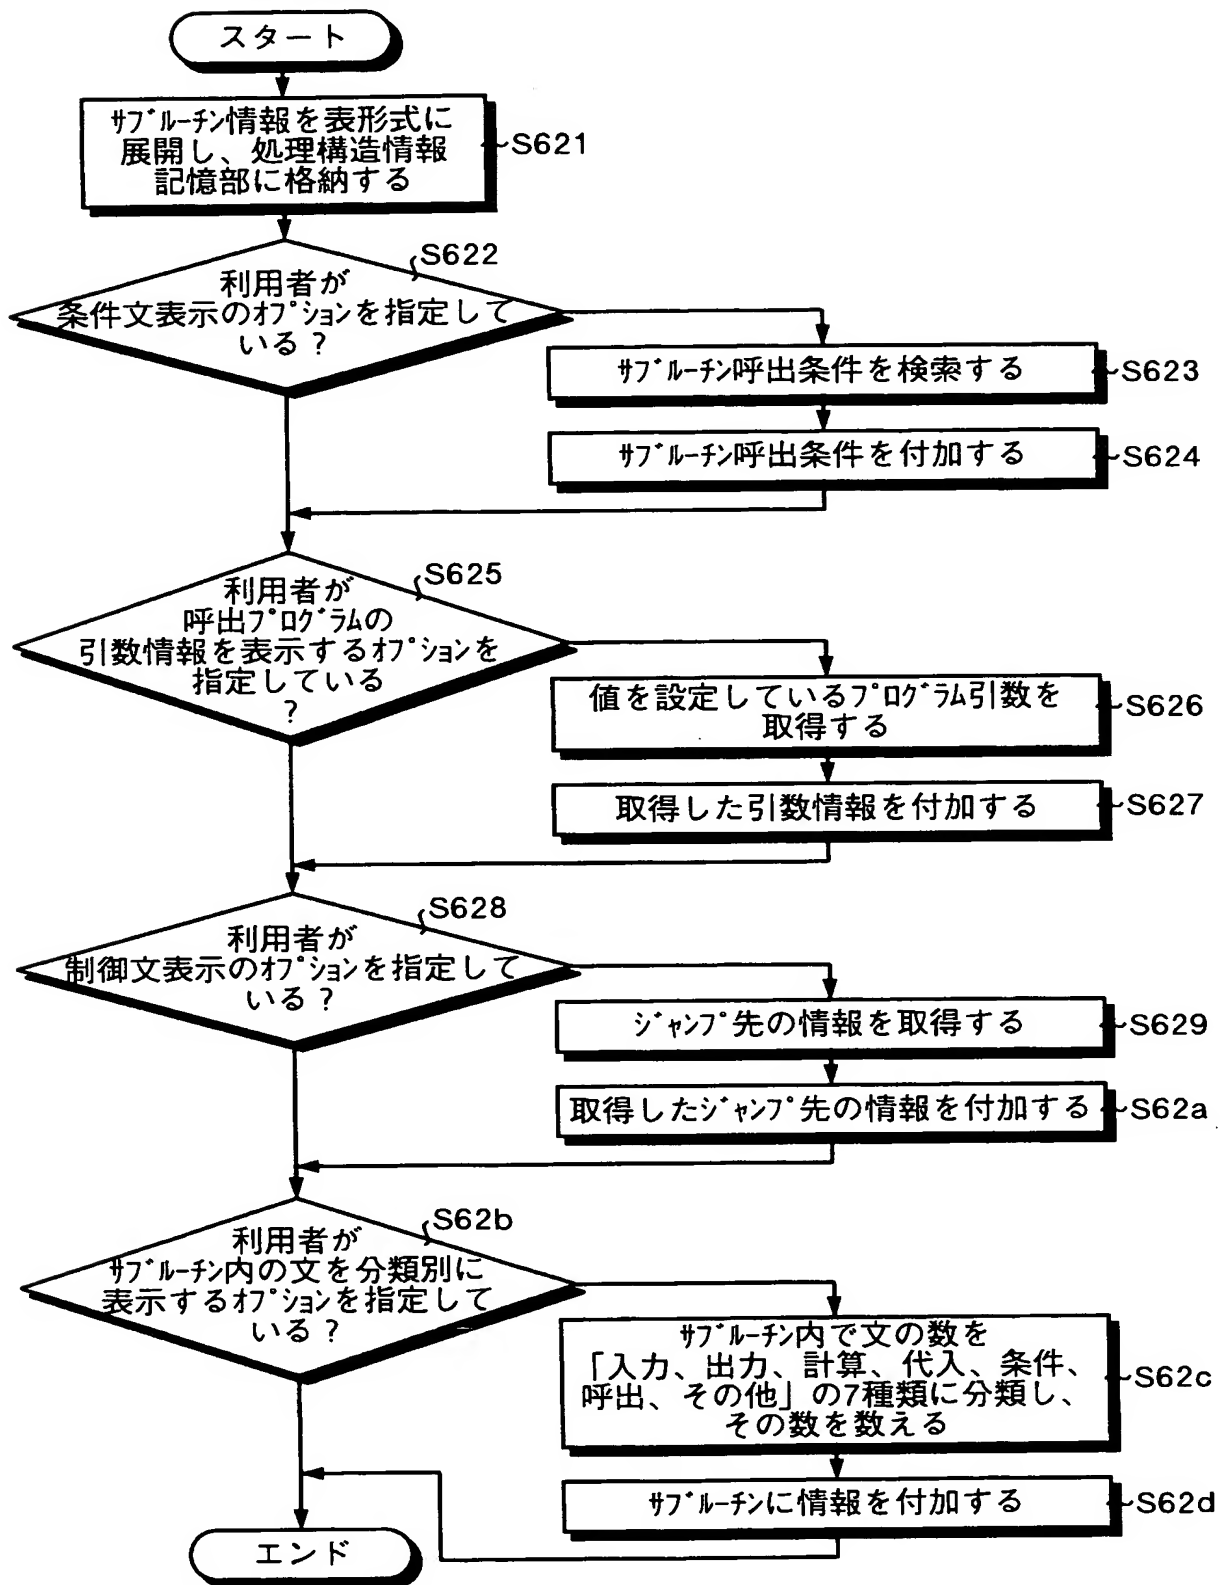 スタート
サブルーチン情報を表形式に
展開し、処理構造情報
記憶部に格納する
S621
S622
利用者が
条件文表示のオプションを指定して
いる?
サブルーチン呼出条件を検索する
S623
サブルーチン呼出条件を付加する
S624
S625
利用者が
呼出プログラムの
引数情報を表示するオプションを
指定している
?
値を設定しているプログラム引数を
取得する
S626
取得した引数情報を付加する
S627
S628
利用者が
制御文表示のオプションを指定して
いる?
ジャンプ先の情報を取得する
S629
取得したジャンプ先の情報を付加する
S62a
S62b
利用者が
サブルーチン内の文を分類別に
表示するオプションを指定して
いる?
サブルーチン内で文の数を
「入力、出力、計算、代入、条件、
呼出、その他」の7種類に分類し、
その数を数える
S62c
サブルーチンに情報を付加する
S62d
エンド